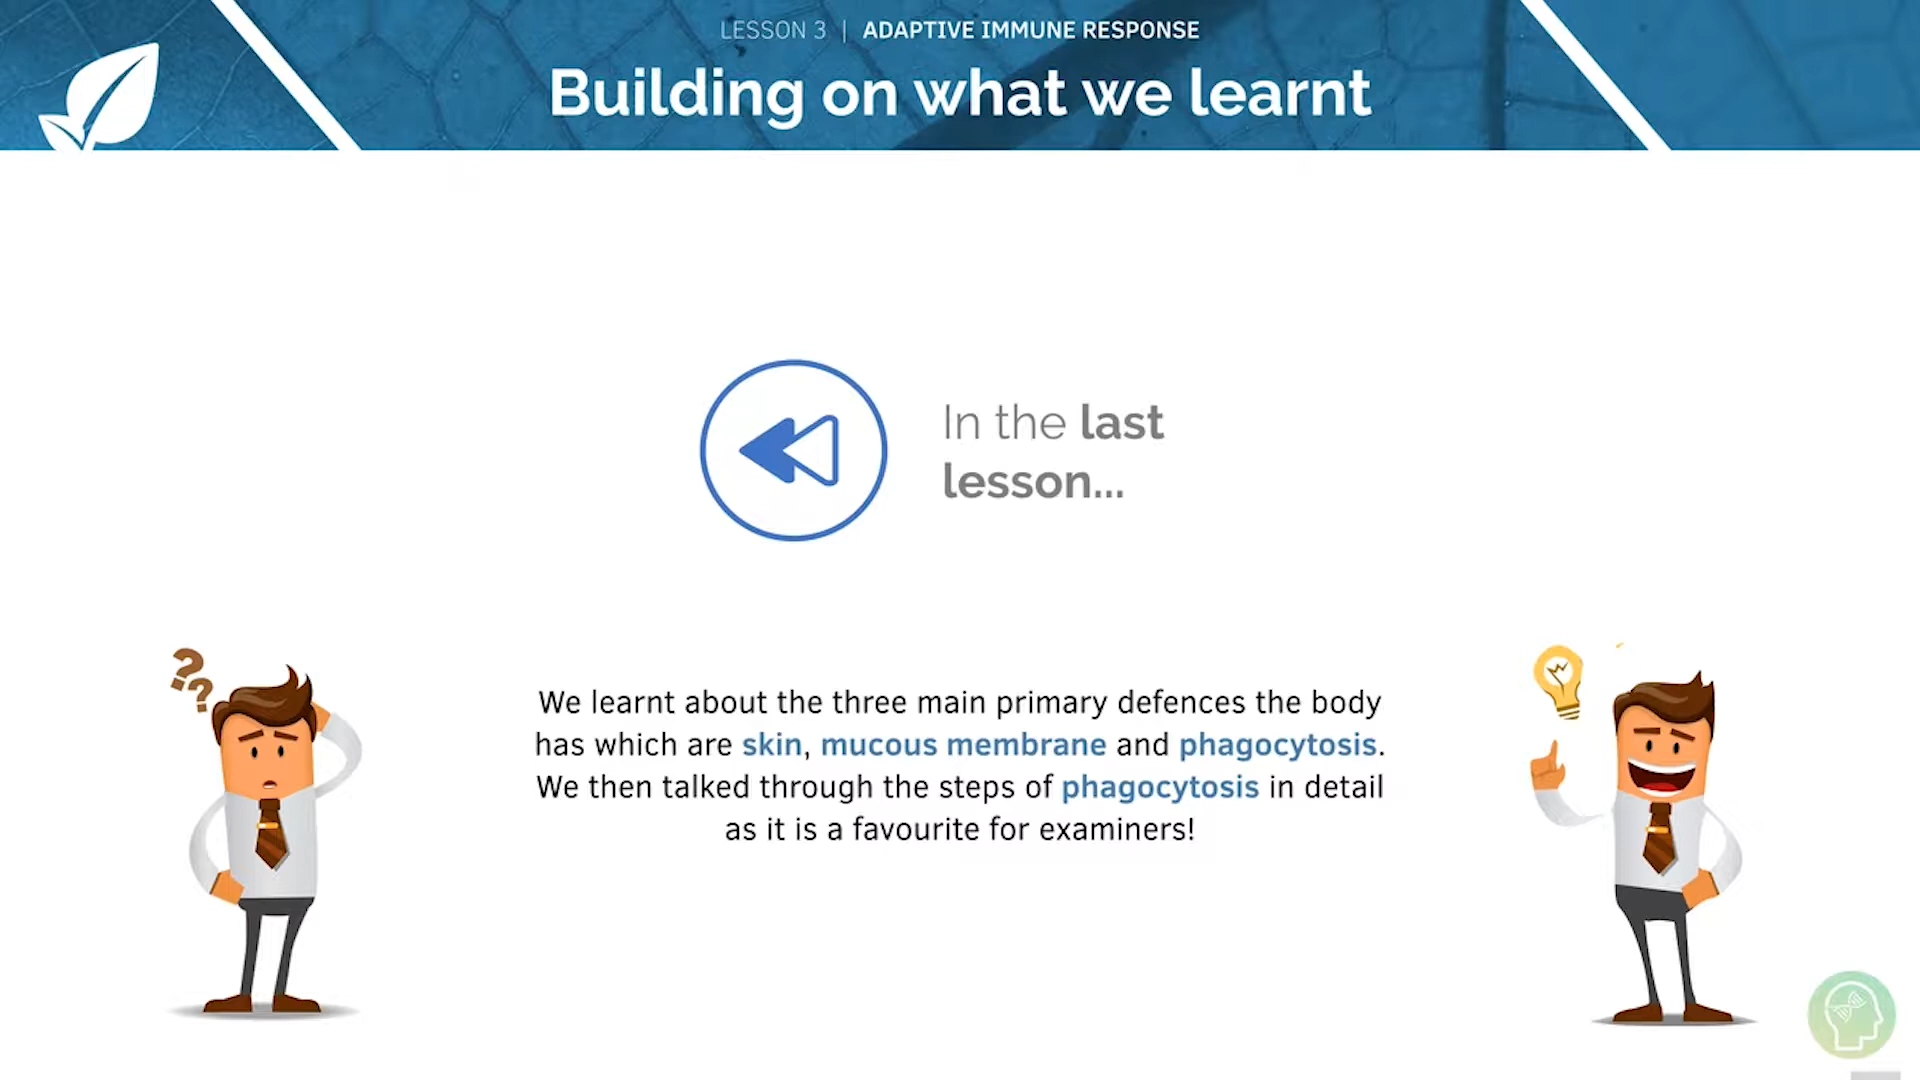 LESSON 3 | ADAPTIVE IMMUNE RESPONSE
Building on what we learnt
In the last
lesson...
??
We learnt about the three main primary defences the body
has which are skin, mucous membrane and phagocytosis.
We then talked through the steps of phagocytosis in detail
as it is a favourite for examiners!